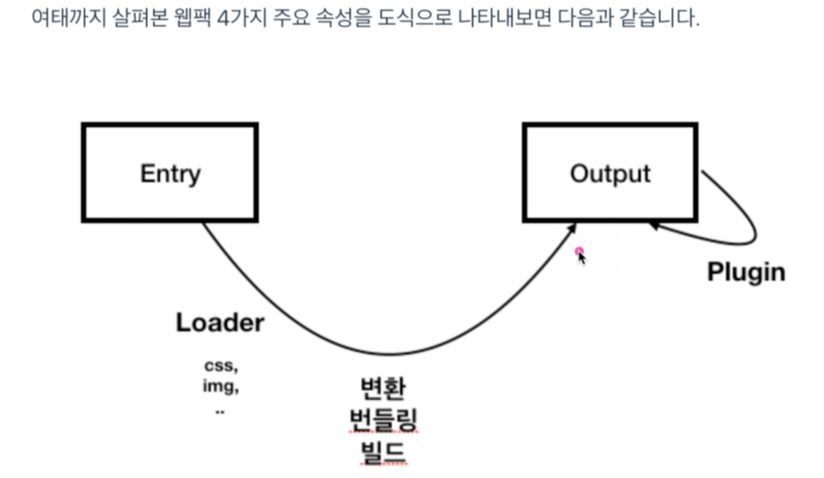 여태까지 살펴본 웹팩 4가지 주요 속성을 도식으로 나타내보면 다음과 같습니다.
Entry
Output
Plugin
Loader
css,
img,
..
변환
번들링
빌드